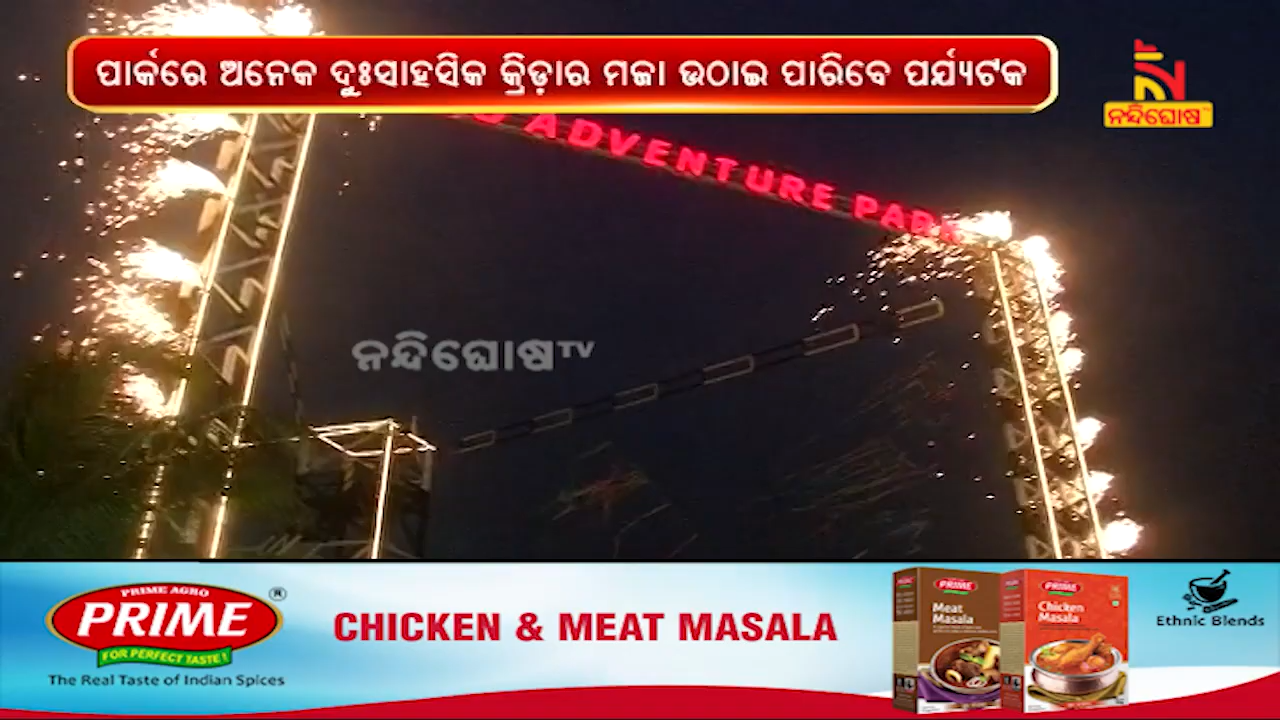 ପାର୍କରେ ଅନେକ ଦୁଃସାହସିକ କ୍ରିଡ଼ାର ମଜା ଉଠାଇ ପାରିବେ ପର୍ଯ୍ୟଟକ
ନନ୍ଦିଘୋଷ
ADVENTURE PARK
ନନ୍ଦିଘୋଷTV
PRIME AGRO
PRIME
®
FOR PERFECT TASTE!
The Real Taste of Indian Spices
CHICKEN & MEAT MASALA
PRIME
Meat
Masala
PRIME
Chicken
Masala
Ethnic Blends